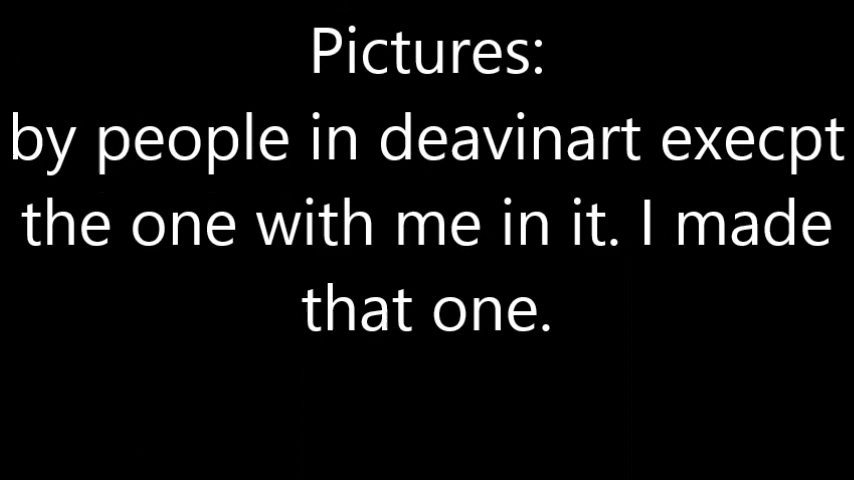 Pictures:
by people in deavinart execpt
the one with me in it. I made
that one.